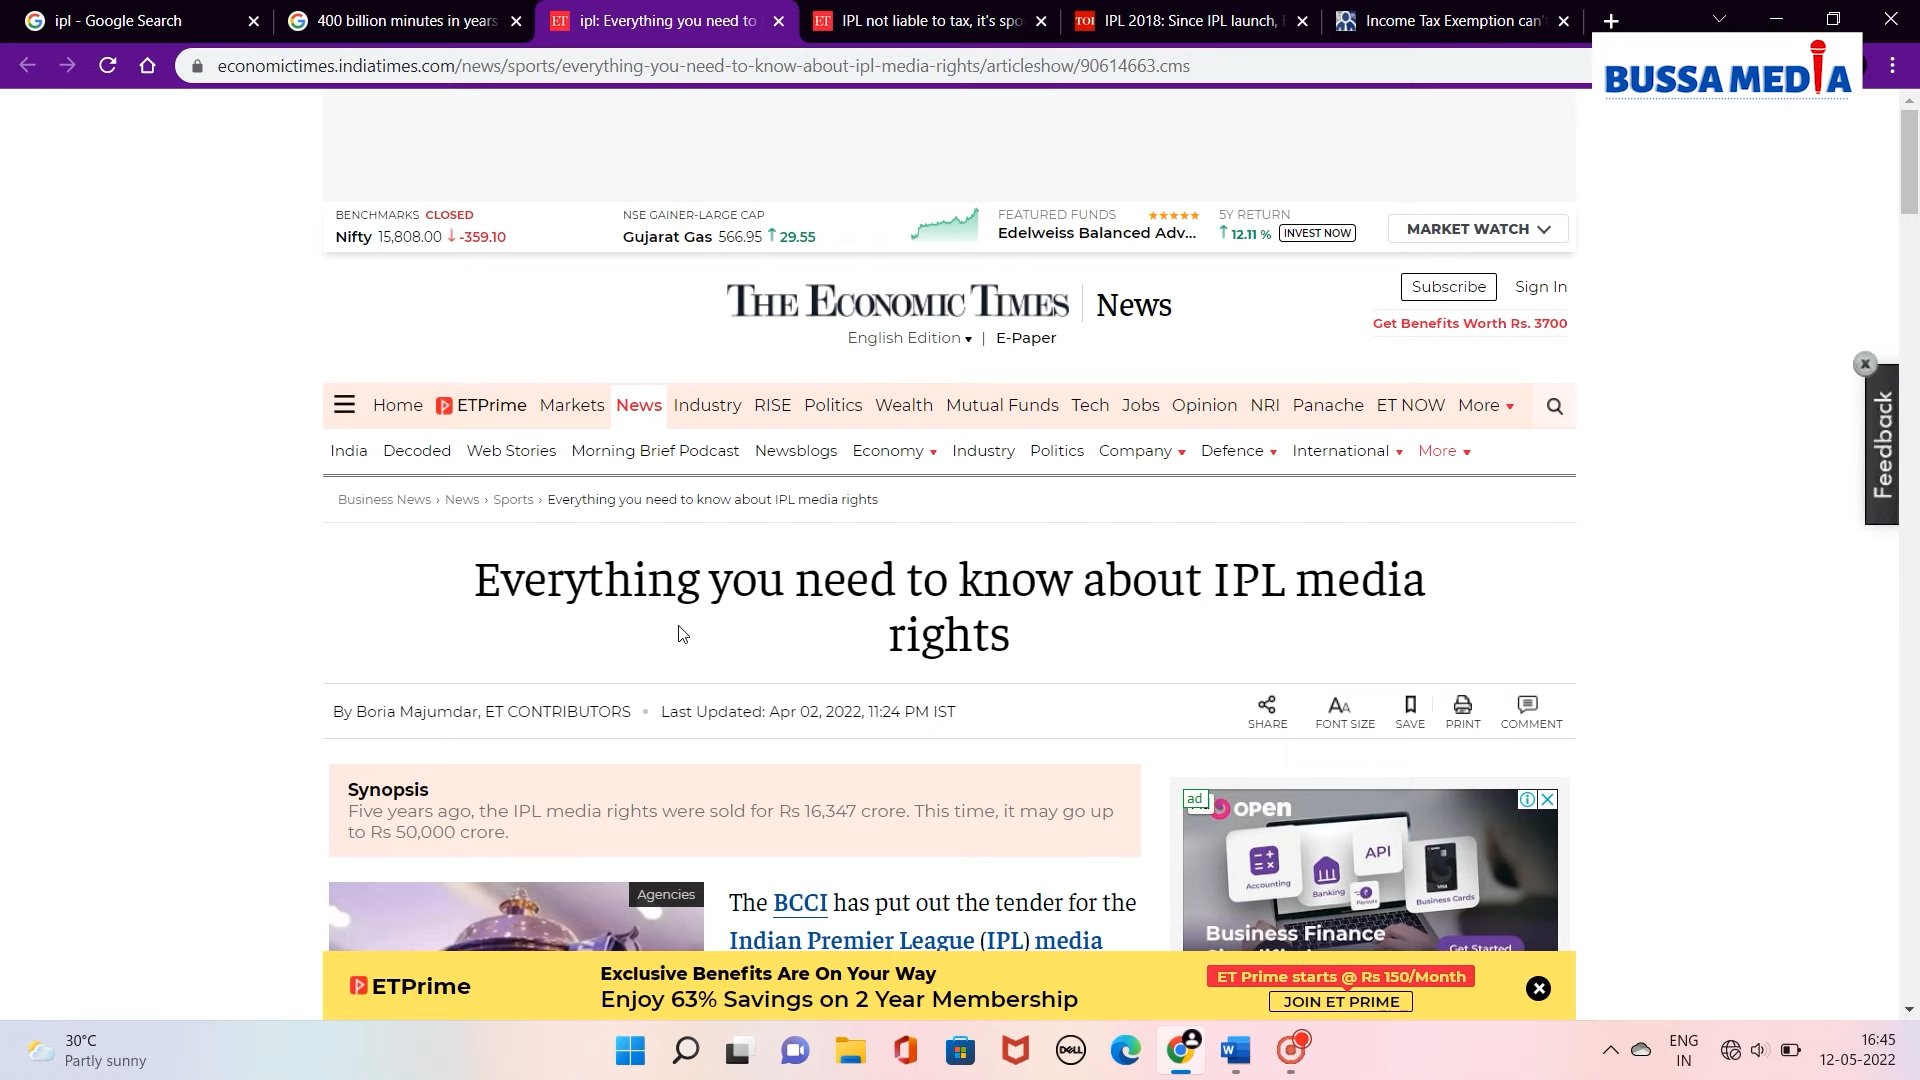 ipl - Google Search
400 billion minutes in years
ipl: Everything you need to
IPL not liable to tax, it's spo
IPL 2018: Since IPL launch,
Income Tax Exemption can'
economictimes.indiatimes.com/news/sports/everything-you-need-to-know-about-ipl-media-rights/articleshow/90614663.cms
BUSSA MEDIA
BENCHMARKS CLOSED
Nifty 15,808.00 -359.10
NSE GAINER-LARGE CAP
Gujarat Gas 566.95 29.55
FEATURED FUNDS ★★★★★
Edelweiss Balanced Adv...
5Y RETURN
12.11 % INVEST NOW
MARKET WATCH
THE ECONOMIC TIMES | News
English Edition | E-Paper
Subscribe Sign In
Get Benefits Worth Rs. 3700
Home ETPrime Markets News Industry RISE Politics Wealth Mutual Funds Tech Jobs Opinion NRI Panache ET NOW More
India Decoded Web Stories Morning Brief Podcast Newsblogs Economy Industry Politics Company Defence International More
Feedback
Business News › News › Sports › Everything you need to know about IPL media rights
Everything you need to know about IPL media
rights
By Boria Majumdar, ET CONTRIBUTORS • Last Updated: Apr 02, 2022, 11:24 PM IST
SHARE FONT SIZE SAVE PRINT COMMENT
Synopsis
Five years ago, the IPL media rights were sold for Rs 16,347 crore. This time, it may go up
to Rs 50,000 crore.
Agencies
The BCCI has put out the tender for the
Indian Premier League (IPL) media
ad
open
Accounting
Banking
API
Payouts
Business Cards
Business Finance
Get Started
ETPrime
Exclusive Benefits Are On Your Way
Enjoy 63% Savings on 2 Year Membership
ET Prime starts @ Rs 150/Month
JOIN ET PRIME
30°C
Partly sunny
DELL
ENG
IN
16:45
12-05-2022